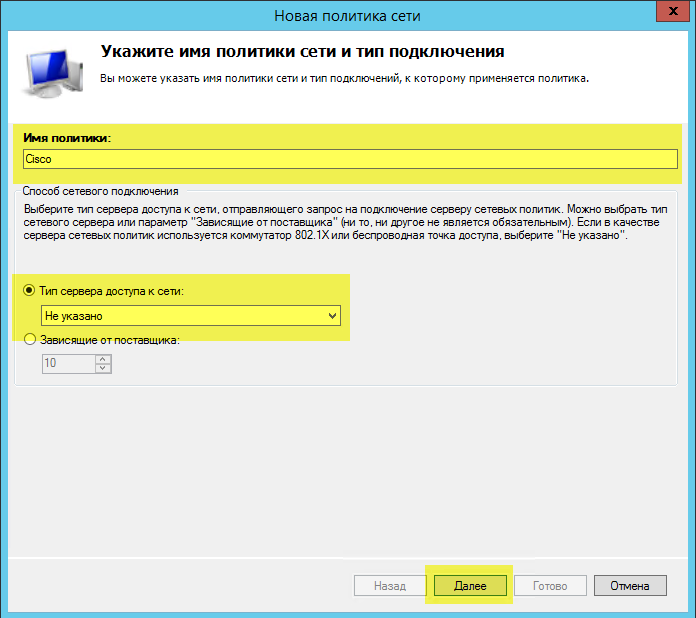 Новая политика сети
x
Укажите имя политики сети и тип подключения
Вы можете указать имя политики сети и тип подключений, к которому применяется политика.
Имя политики:
Cisco
Способ сетевого подключения
Выберите тип сервера доступа к сети, отправляющего запрос на подключение серверу сетевых политик. Можно выбрать тип
сетевого сервера или параметр "Зависящие от поставщика" (ни то, ни другое не является обязательным). Если в качестве
сервера сетевых политик используется коммутатор 802.1X или беспроводная точка доступа, выберите "Не указано".
Тип сервера доступа к сети:
Не указано
Зависящие от поставщика:
10
Назад Далее Готово Отмена